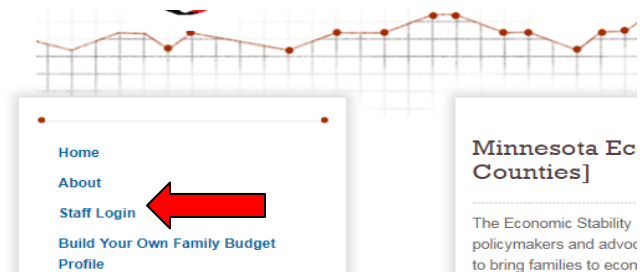 Home
About
Staff Login
Build Your Own Family Budget
Profile
Minnesota Ec
Counties]
The Economic Stability
policymakers and advoc
to bring families to econ